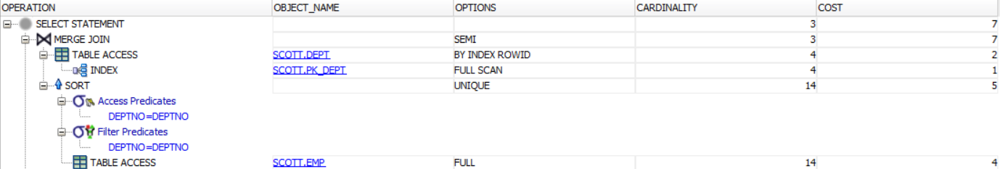 OPERATION OBJECT_NAME OPTIONS CARDINALITY COST
SELECT STATEMENT 3 7
MERGE JOIN SEMI 3 7
TABLE ACCESS SCOTT.DEPT BY INDEX ROWID 4 2
INDEX SCOTT.PK_DEPT FULL SCAN 4 1
SORT UNIQUE 14 5
Access Predicates
DEPTNO=DEPTNO
Filter Predicates
DEPTNO=DEPTNO
TABLE ACCESS SCOTT.EMP FULL 14 4